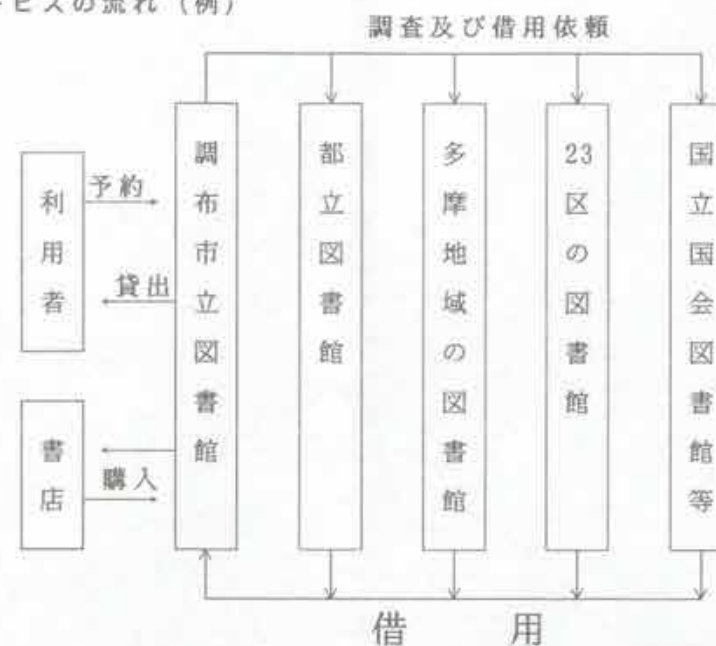 ービスの流れ（例）
調査及び借用依頼
利用者
予約
貸出
書店
購入
調布市立図書館
都立図書館
多摩地域の図書館
23区の図書館
国立国会図書館等
借用